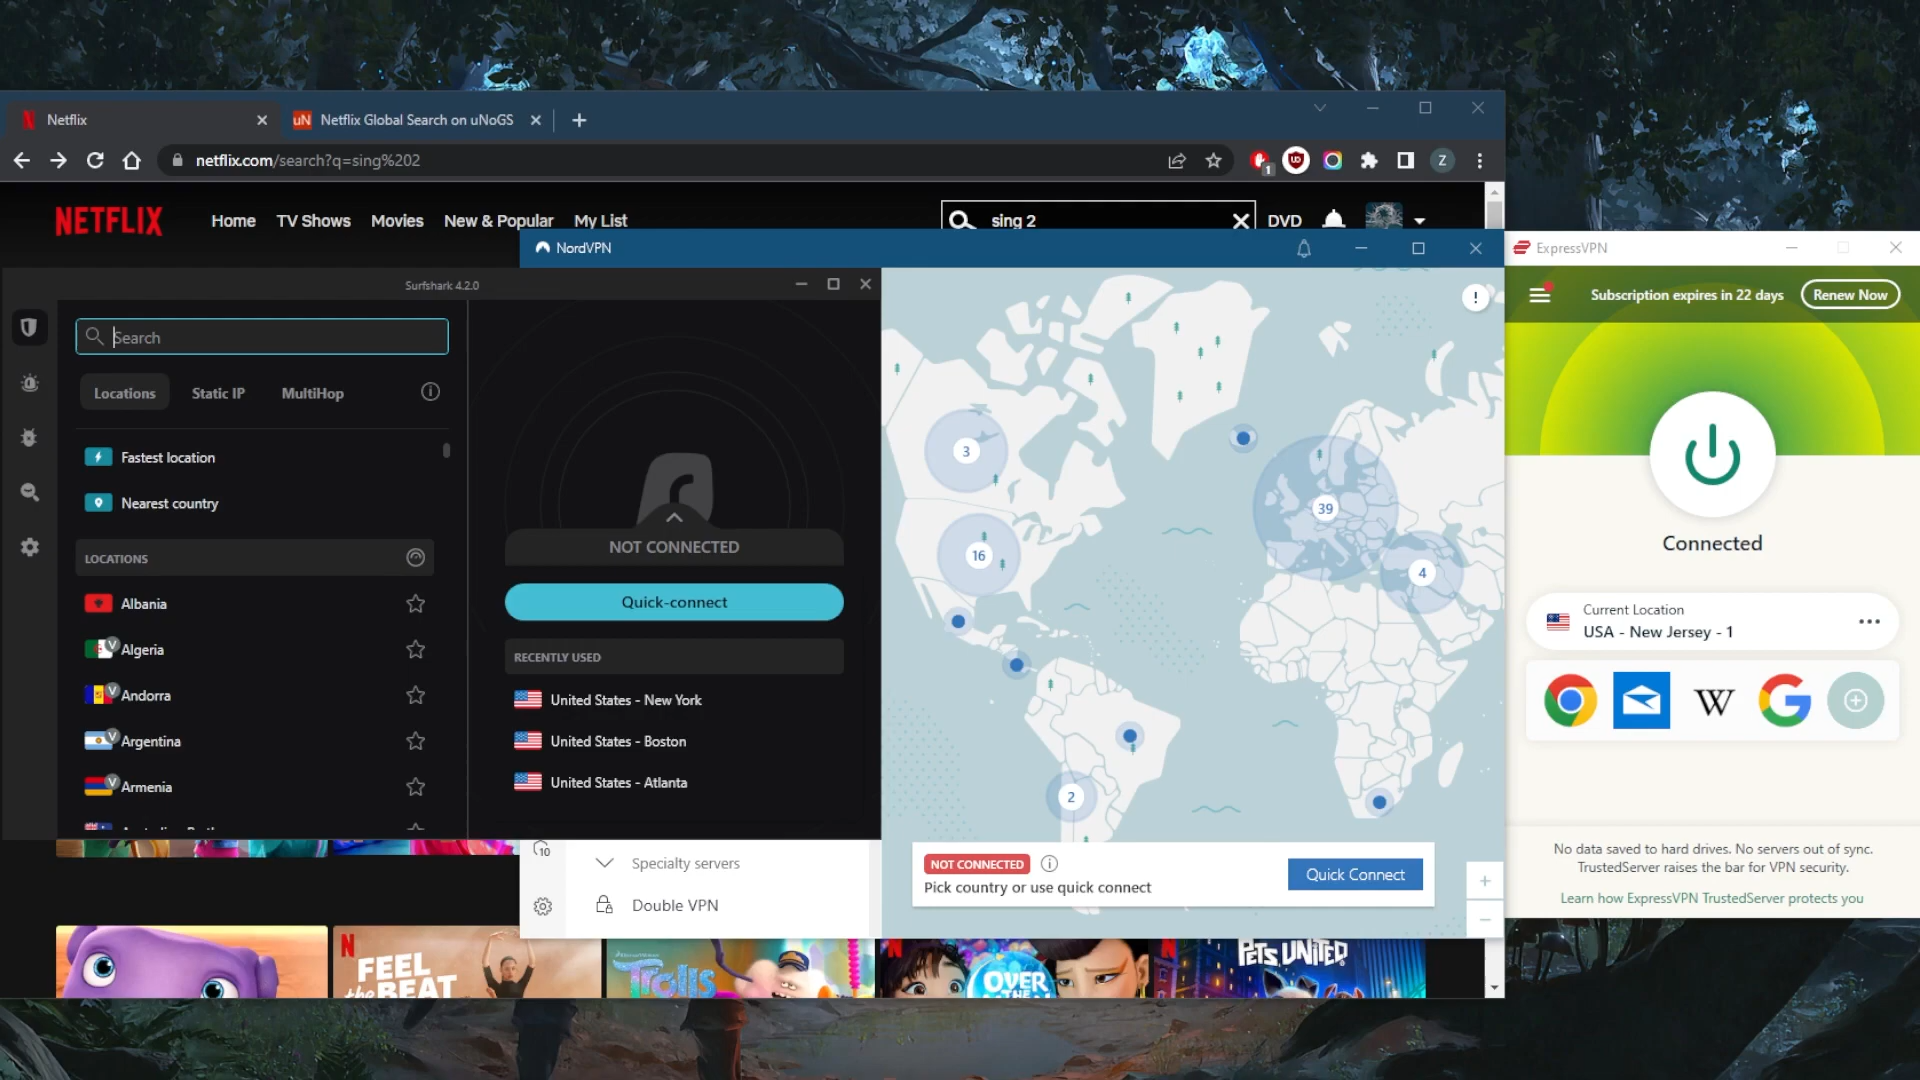 Netflix
uN
Netflix Global Search on uNoGS
netflix.com/search?q=sing%202
1
Z
NETFLIX
Home
TV Shows
Movies
New & Popular
My List
sing 2
DVD
NordVPN
!
3
16
39
4
2
NOT CONNECTED
Pick country or use quick connect
Quick Connect
+
−
10
Specialty servers
Double VPN
Surfshark 4.2.0
Search
Locations
Static IP
MultiHop
Fastest location
Nearest country
LOCATIONS
Albania
V
Algeria
V
Andorra
V
Argentina
V
Armenia
NOT CONNECTED
Quick-connect
RECENTLY USED
United States - New York
United States - Boston
United States - Atlanta
ExpressVPN
Subscription expires in 22 days
Renew Now
Connected
Current Location
USA - New Jersey - 1
W
G
No data saved to hard drives. No servers out of sync.
TrustedServer raises the bar for VPN security.
Learn how ExpressVPN TrustedServer protects you
N
FEEL
the BEAT
Trolls
N
OVER
THE
N
PETS UNITED